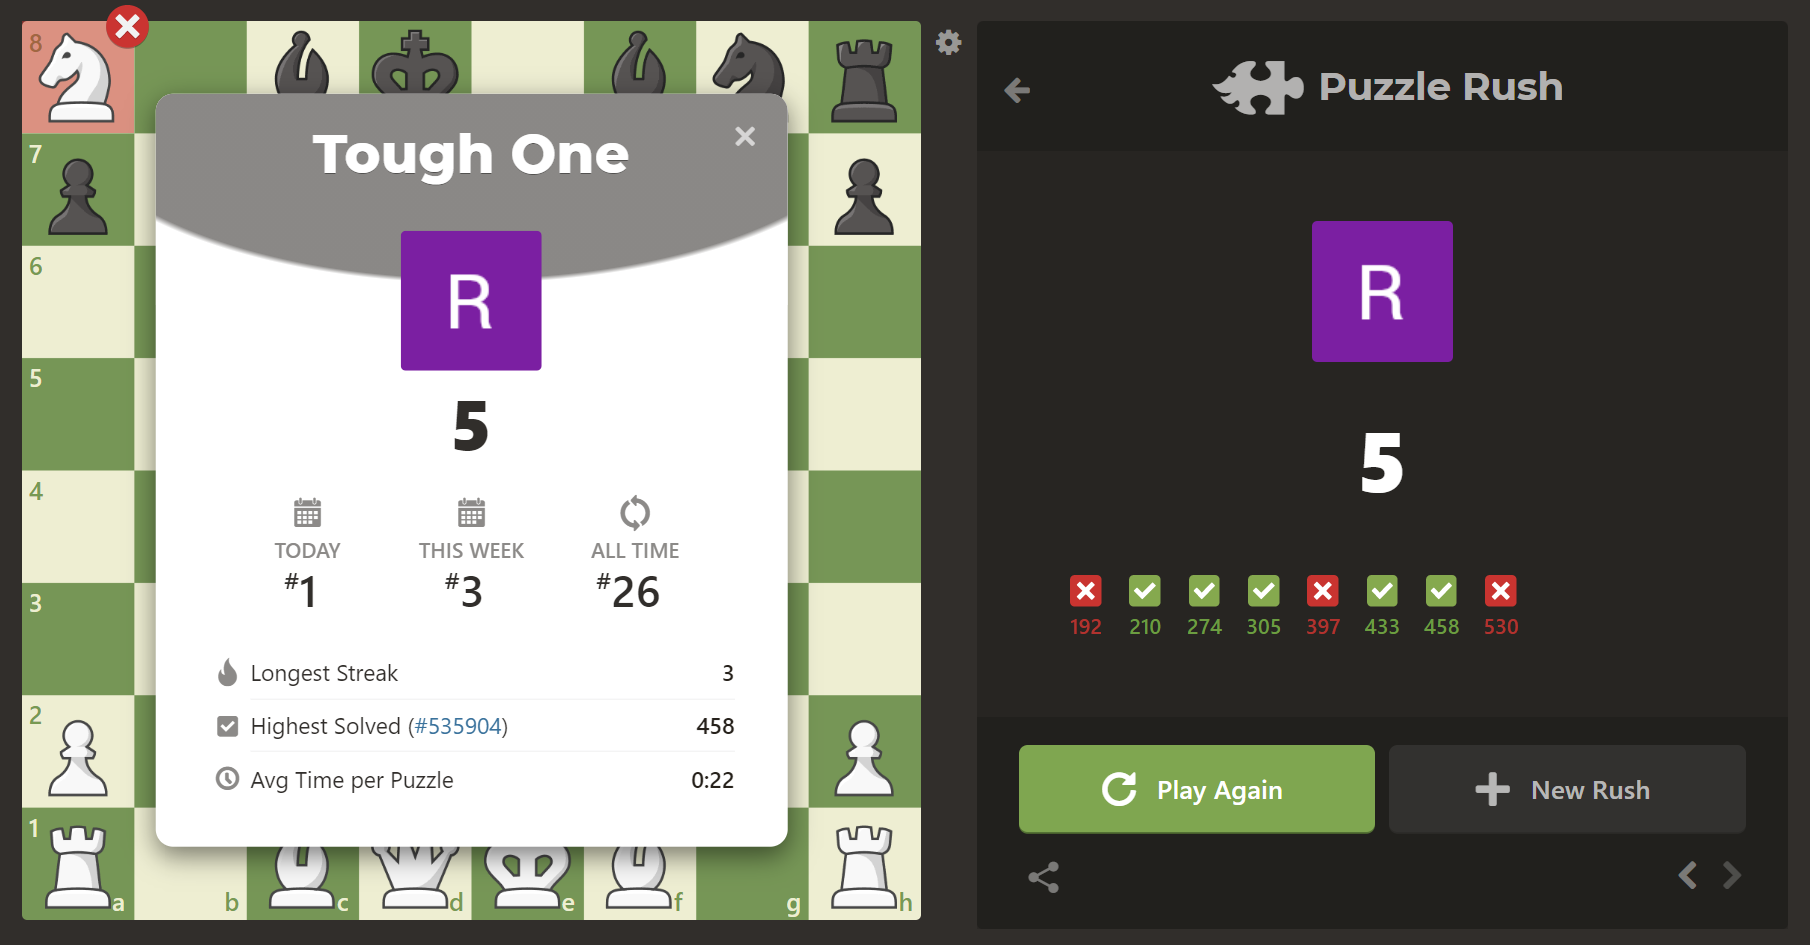 8
7
6
5
4
3
2
1
a b c d e f g h
Tough One
R
5
TODAY THIS WEEK ALL TIME
#1 #3 #26
Longest Streak 3
Highest Solved (#535904) 458
Avg Time per Puzzle 0:22
Puzzle Rush
R
5
192 210 274 305 397 433 458 530
Play Again New Rush